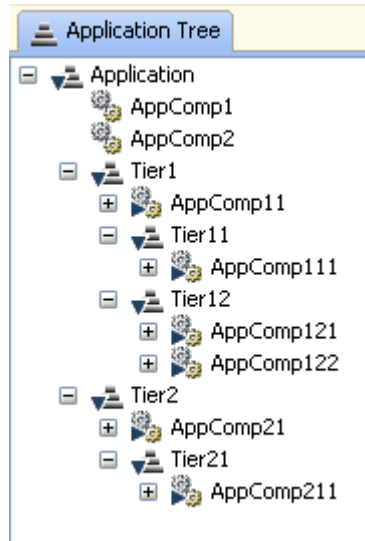 Application Tree
Application
AppComp1
AppComp2
Tier1
AppComp11
Tier11
AppComp111
Tier12
AppComp121
AppComp122
Tier2
AppComp21
Tier21
AppComp211